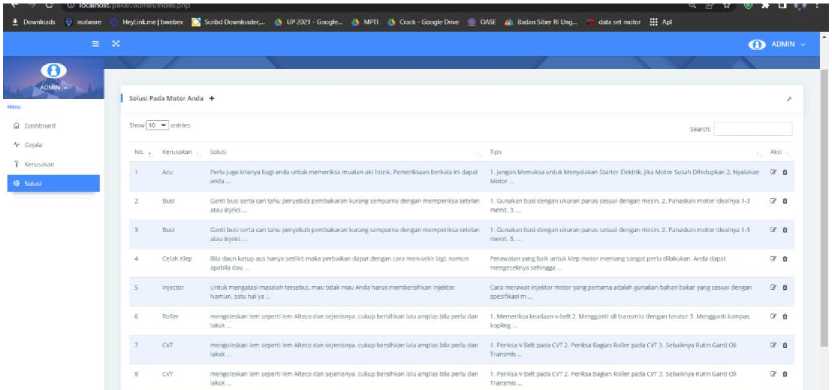 localhost
Downloads
HeyLink.me | Scribd Downloader,... UP 2021 - Google... MPTI Crack - Google Drive OASE Badan Siber RI Ung... data set motor Apl
ADMIN
ADMIN
Menu
Dashboard
Gejala
Kerusakan
Solusi
Solusi Pada Motor Anda +
Show 10 entries
Search:
No. Kerusakan Solusi Tips Aksi
1 Acu Perlu juga kiranya bagi anda untuk memeriksa muatan aki listrik. Pemeriksaan berkala ini dapat 1. Jangan Memaksa untuk Menyalakan Starter Elektrik, Jika Motor Susah Dihidupkan 2. Nyalakan
anda ... Motor ...
2 Busi Ganti busi serta cari tahu penyebab pembakaran kurang sempurna dengan memperiksa setelan 1. Gunakan busi dengan ukuran panas sesuai dengan mesin. 2. Panaskan motor idealnya 1-3
atau injeksi ... menit. 3. ...
3 Busi Ganti busi serta cari tahu penyebab pembakaran kurang sempurna dengan memperiksa setelan 1. Gunakan busi dengan ukuran panas sesuai dengan mesin. 2. Panaskan motor idealnya 1-3
atau injeksi ... menit. 3. ...
4 Celah Klep Bila daun katup aus hanya sedikit maka perbaikan dapat dengan cara menyekir lagi, namun Perawatan yang baik untuk klep motor memang sangat perlu dilakukan. Anda dapat
apabila dau ... mengeceknya sehingga ...
5 Injector Untuk mengatasi masalah tersebut, mau tidak mau Anda harus membersihkan injektor. Cara merawat injektor motor yang pertama adalah gunakan bahan bakar yang sesuai dengan
Namun, satu hal ya ... spesifikasi m ...
6 Roller mengoleskan lem seperti lem Alteco dan sejenisnya. cukup bersihkan lalu amplas bila perlu dan 1. Memeriksa keadaan v-belt 2. Mengganti oli transmisi dengan teratur 3. Mengganti kampas
lakuk ... kopling ...
7 CVT mengoleskan lem seperti lem Alteco dan sejenisnya. cukup bersihkan lalu amplas bila perlu dan 1. Periksa V Belt pada CVT 2. Periksa Bagian Roller pada CVT 3. Sebaiknya Rutin Ganti Oli
lakuk ... Transmis ...
8 CVT mengoleskan lem seperti lem Alteco dan sejenisnya. cukup bersihkan lalu amplas bila perlu dan 1. Periksa V Belt pada CVT 2. Periksa Bagian Roller pada CVT 3. Sebaiknya Rutin Ganti Oli
lakuk ... Transmis ...